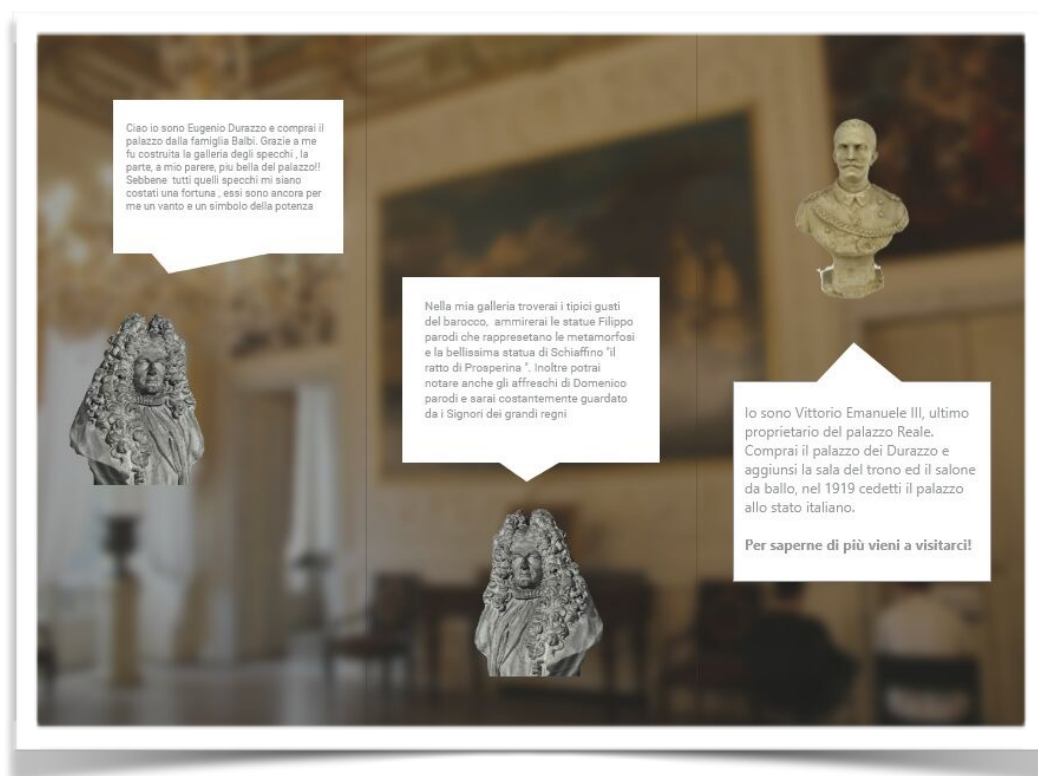 Ciao io sono Eugenio Durazzo e comprai il
palazzo dalla famiglia Balbi. Grazie a me
fu costruita la galleria degli specchi , la
parte, a mio parere, piu bella del palazzo!!
Sebbene tutti quelli specchi mi siano
costati una fortuna , essi sono ancora per
me un vanto e un simbolo della potenza
Nella mia galleria troverai i tipici gusti
del barocco, ammirerai le statue Filippo
parodi che rappresetano le metamorfosi
e la bellissima statua di Schiaffino "il
ratto di Prosperina ". Inoltre potrai
notare anche gli affreschi di Domenico
parodi e sarai costantemente guardato
da i Signori dei grandi regni
Io sono Vittorio Emanuele III, ultimo
proprietario del palazzo Reale.
Comprai il palazzo dei Durazzo e
aggiunsi la sala del trono ed il salone
da ballo, nel 1919 cedetti il palazzo
allo stato italiano.
Per saperne di più vieni a visitarci!